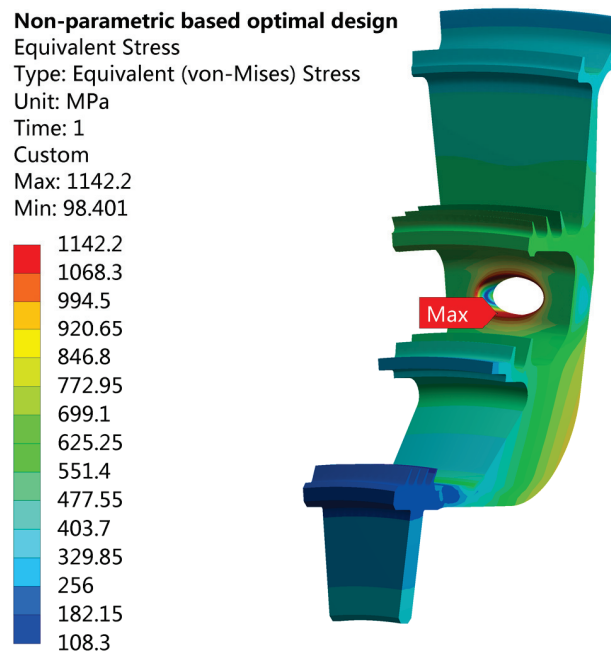 Non-parametric based optimal design
Equivalent Stress
Type: Equivalent (von-Mises) Stress
Unit: MPa
Time: 1
Custom
Max: 1142.2
Min: 98.401
1142.2
1068.3
994.5
920.65
846.8
772.95
699.1
625.25
551.4
477.55
403.7
329.85
256
182.15
108.3
Max